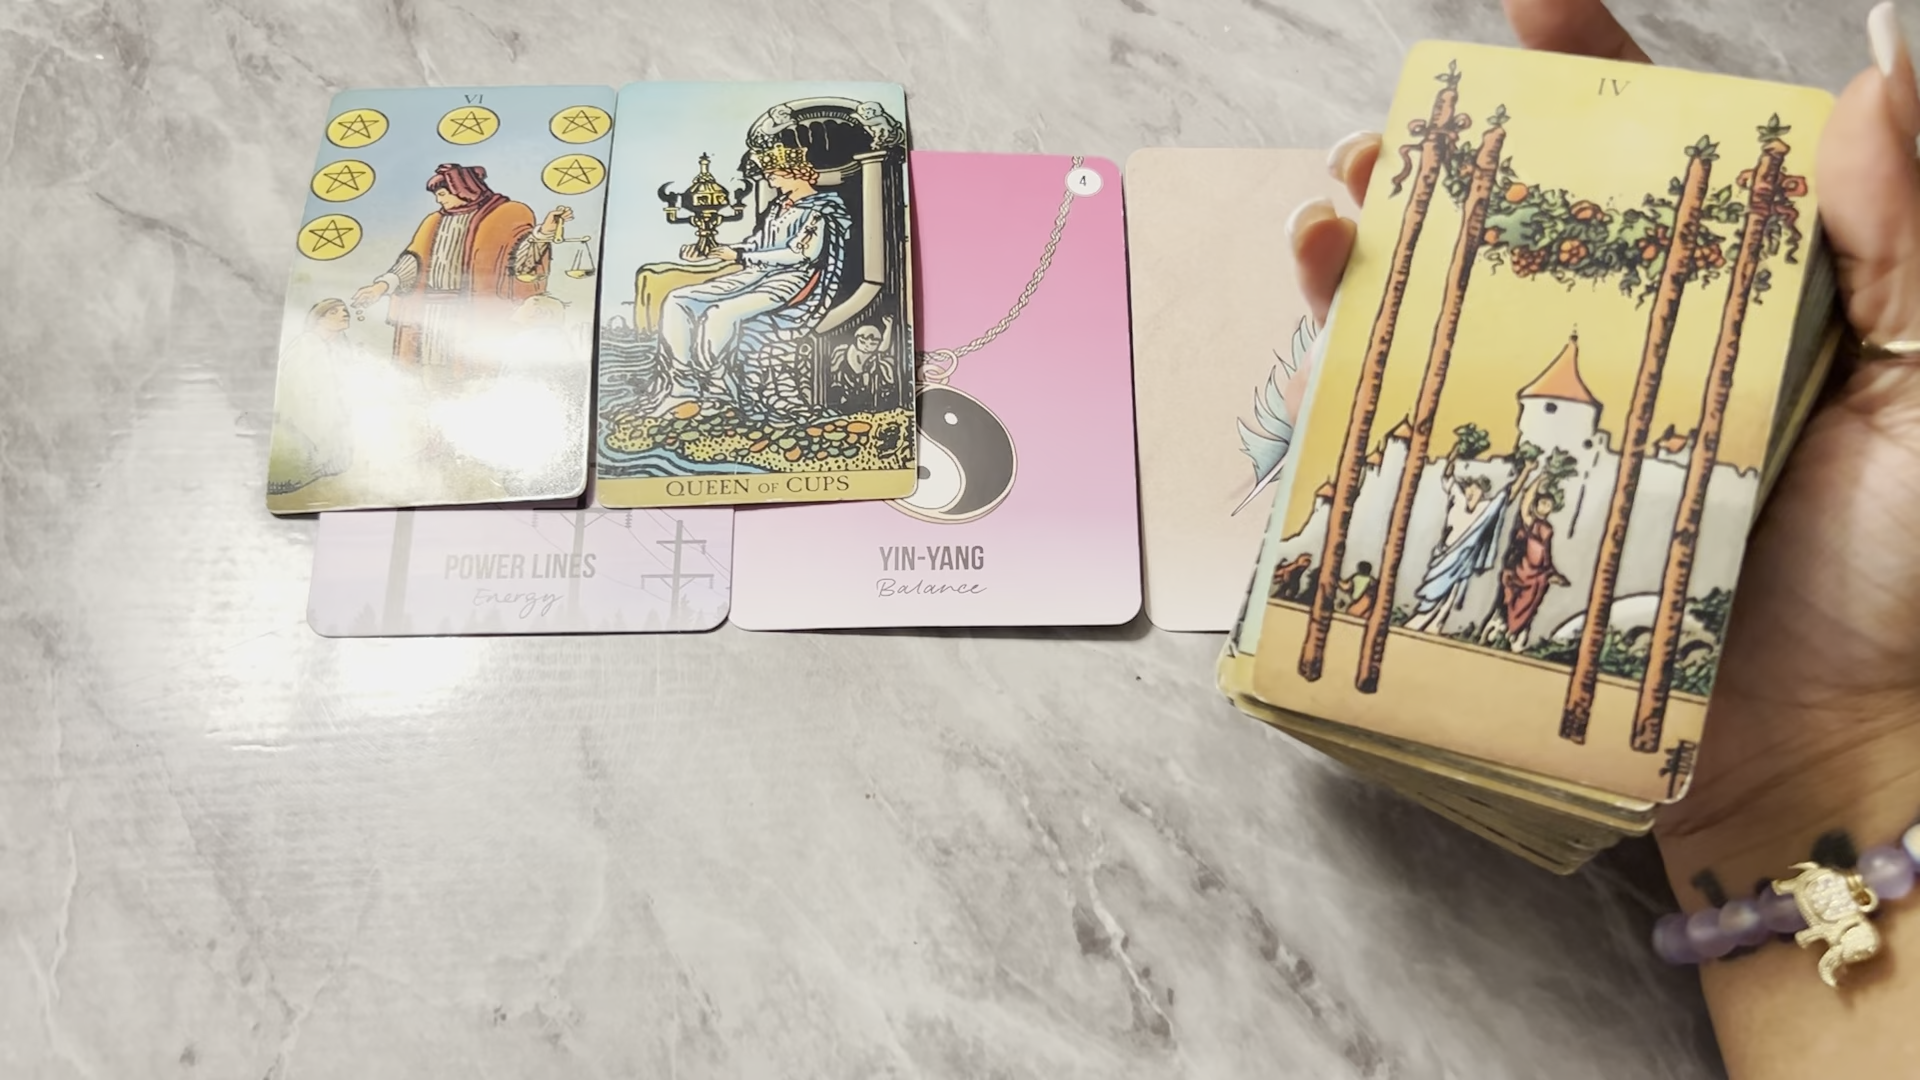 VI
QUEEN OF CUPS
4
IV
POWER LINES
Energy
YIN-YANG
Balance